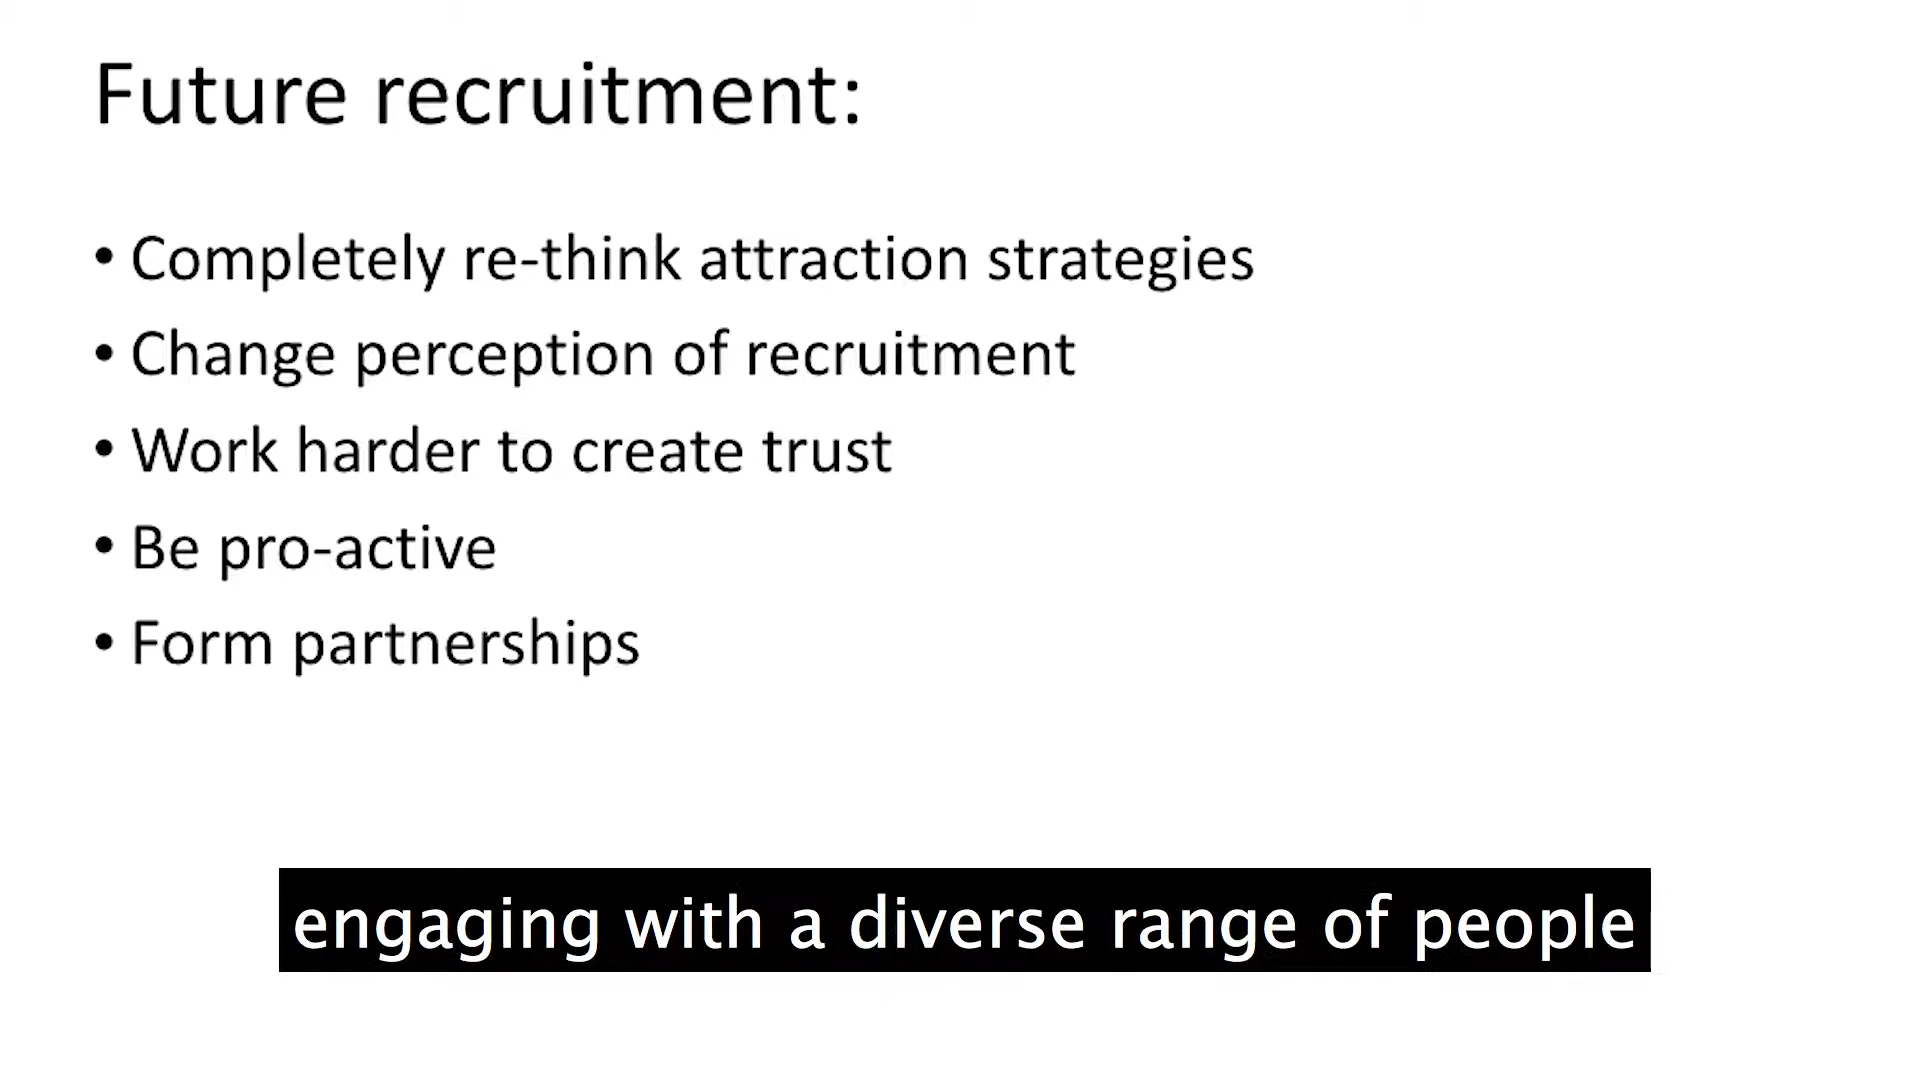 Future recruitment:
• Completely re-think attraction strategies
• Change perception of recruitment
• Work harder to create trust
• Be pro-active
• Form partnerships
engaging with a diverse range of people